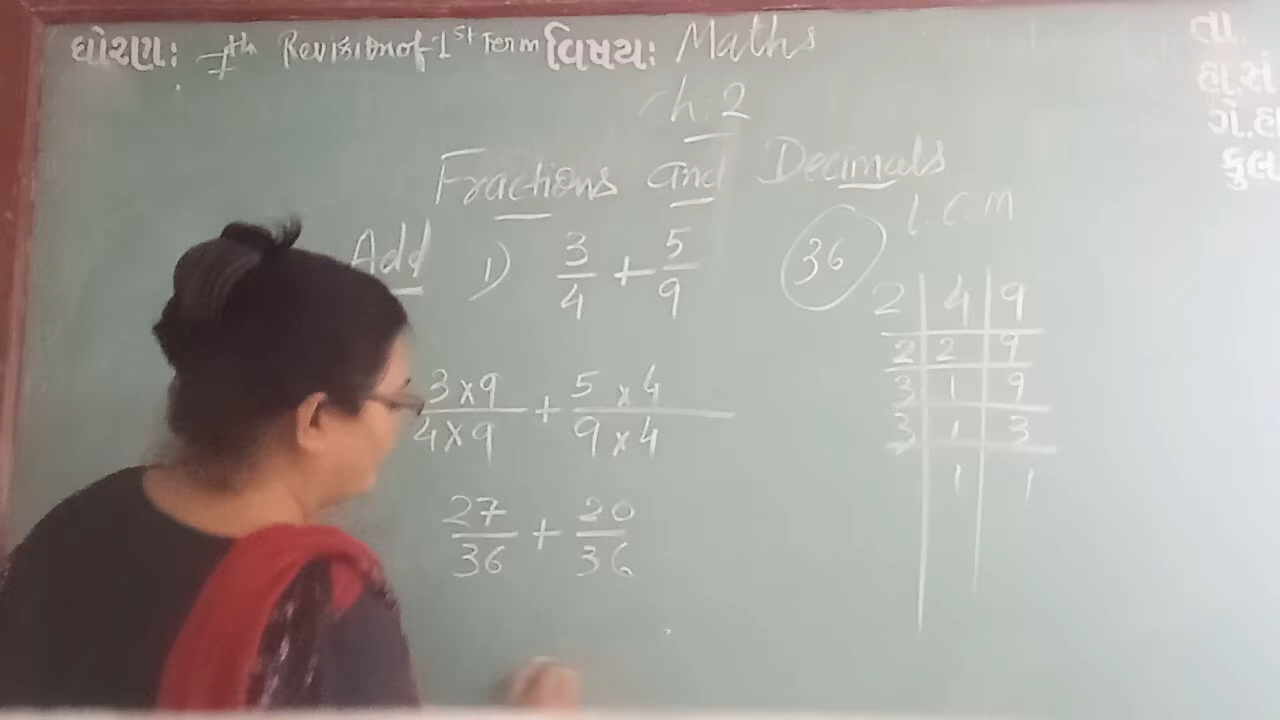 ધોરણ: 7th Revision of 1st Term વિષય: Maths
Ch. 2
Fractions and Decimals
Add 1) 3/4 + 5/9
3×9/4×9 + 5×4/9×4
27/36 + 20/36
36
L.C.M
2 | 4 | 9
2 | 2 | 9
3 | 1 | 9
3 | 1 | 3
1 | 1
તા.
હા.સં
ગે.હા
કુલ